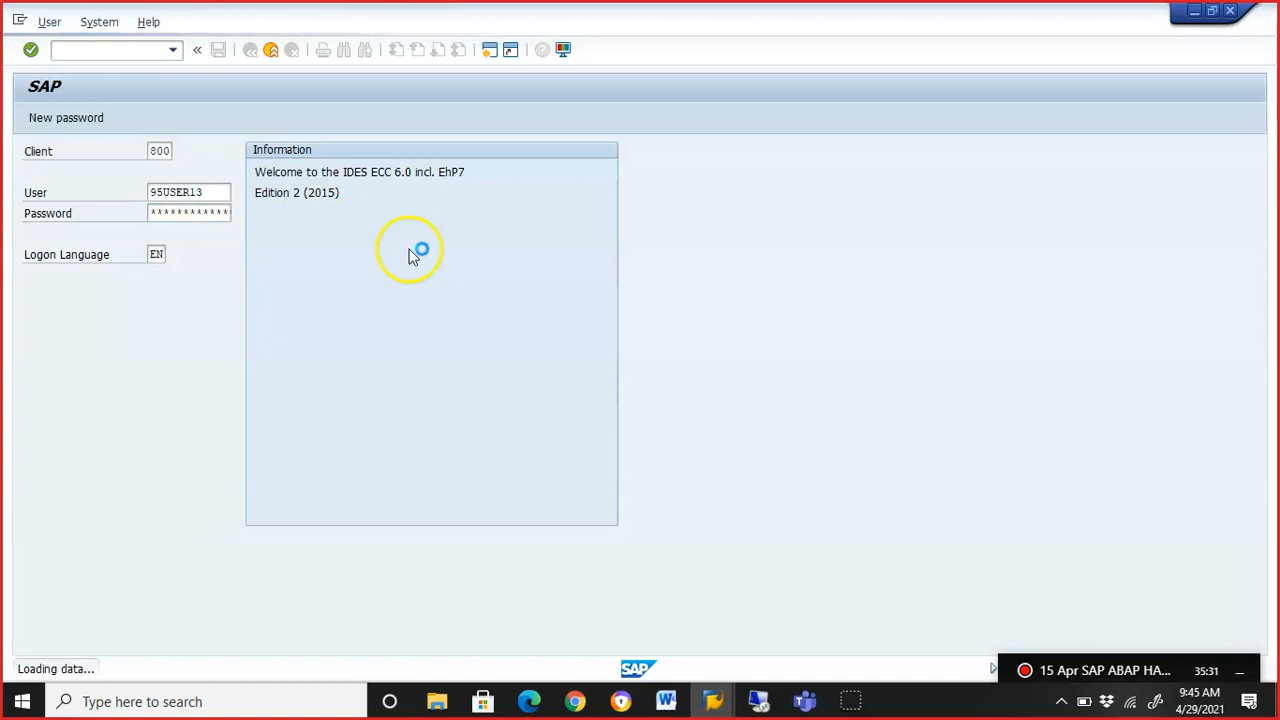 User System Help
SAP
New password
Client 800
Information
Welcome to the IDES ECC 6.0 incl. EhP7
Edition 2 (2015)
User 95USER13
Password ************
Logon Language EN
Loading data...
SAP
15 Apr SAP ABAP HA... 35:31
Type here to search
9:45 AM
4/29/2021